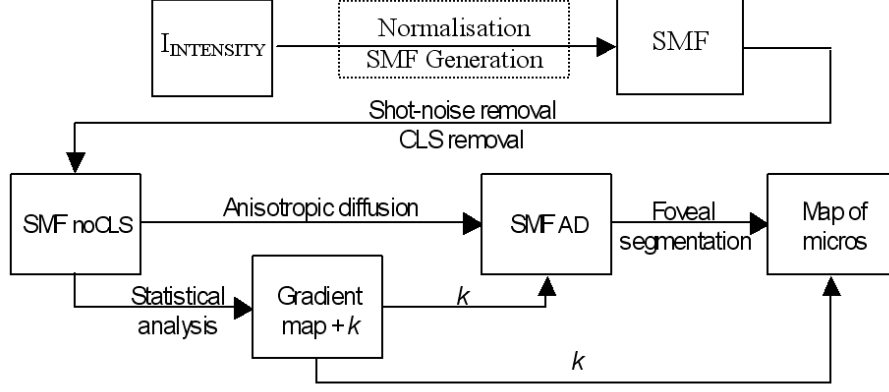 I INTENSITY
Normalisation
SMF Generation
SMF
Shot-noise removal
CLS removal
SMF noCLS
Anisotropic diffusion
SMF AD
Foveal
segmentation
Map of
micros
Statistical
analysis
Gradient
map + k
k
k